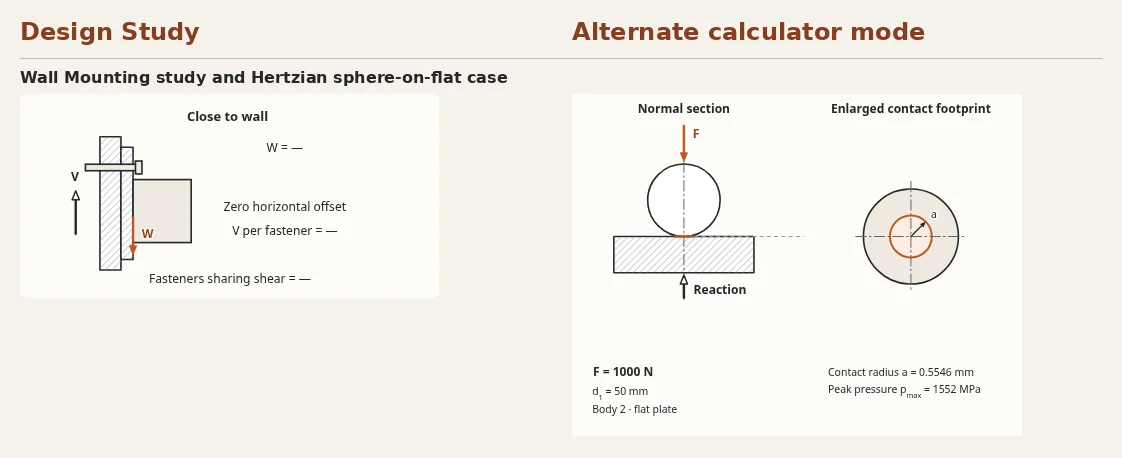 Design Study
Wall Mounting study and Hertzian sphere-on-flat case
Close to wall
W = —
V
Zero horizontal offset
V per fastener = —
W
Fasteners sharing shear = —
Alternate calculator mode
Normal section
F
Reaction
Enlarged contact footprint
a
F = 1000 N
d₁ = 50 mm
Body 2 · flat plate
Contact radius a = 0.5546 mm
Peak pressure pmax = 1552 MPa